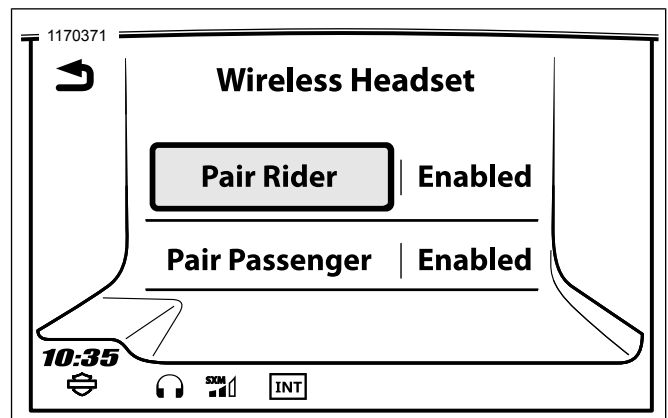 1170371
Wireless Headset
Pair Rider | Enabled
Pair Passenger | Enabled
10:35
SXM INT